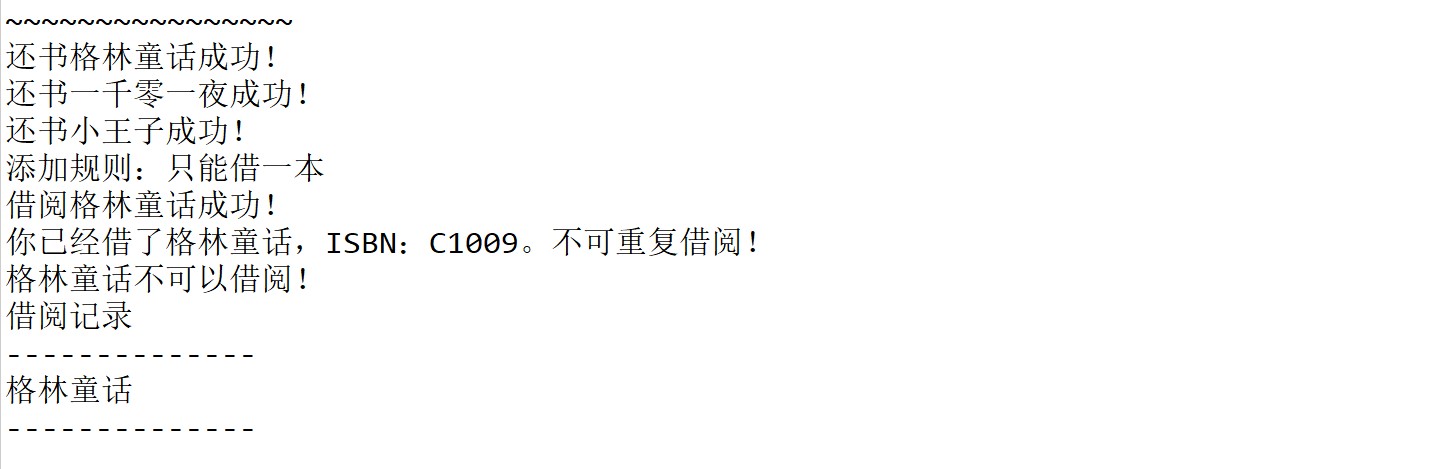 ~~~~~~~~~~~~~~~~
还书格林童话成功！
还书一千零一夜成功！
还书小王子成功！
添加规则：只能借一本
借阅格林童话成功！
你已经借了格林童话，ISBN：C1009。不可重复借阅！
格林童话不可以借阅！
借阅记录
--------------
格林童话
--------------